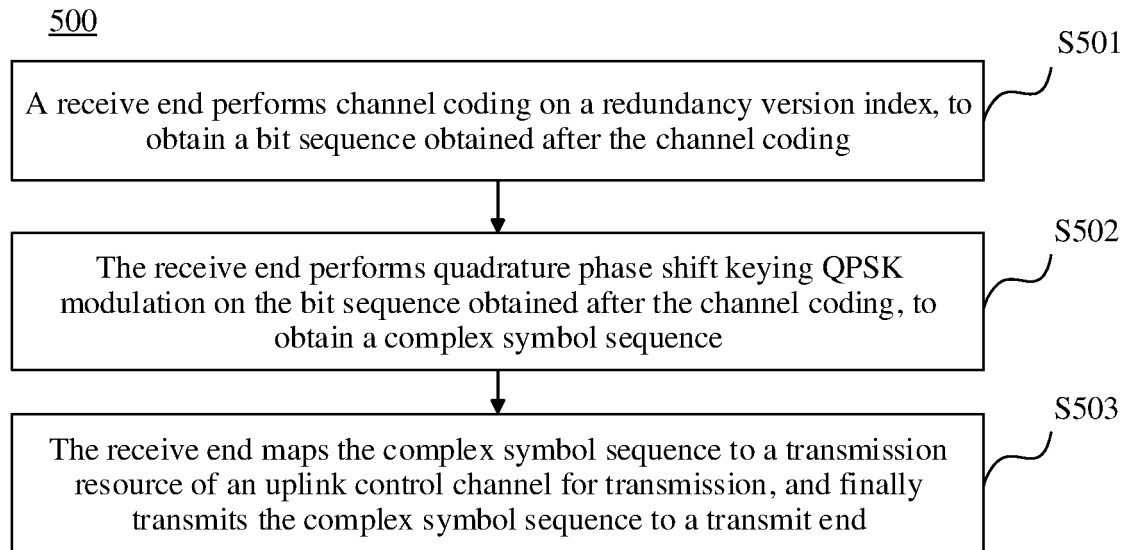 500
S501
A receive end performs channel coding on a redundancy version index, to
obtain a bit sequence obtained after the channel coding
S502
The receive end performs quadrature phase shift keying QPSK
modulation on the bit sequence obtained after the channel coding, to
obtain a complex symbol sequence
S503
The receive end maps the complex symbol sequence to a transmission
resource of an uplink control channel for transmission, and finally
transmits the complex symbol sequence to a transmit end